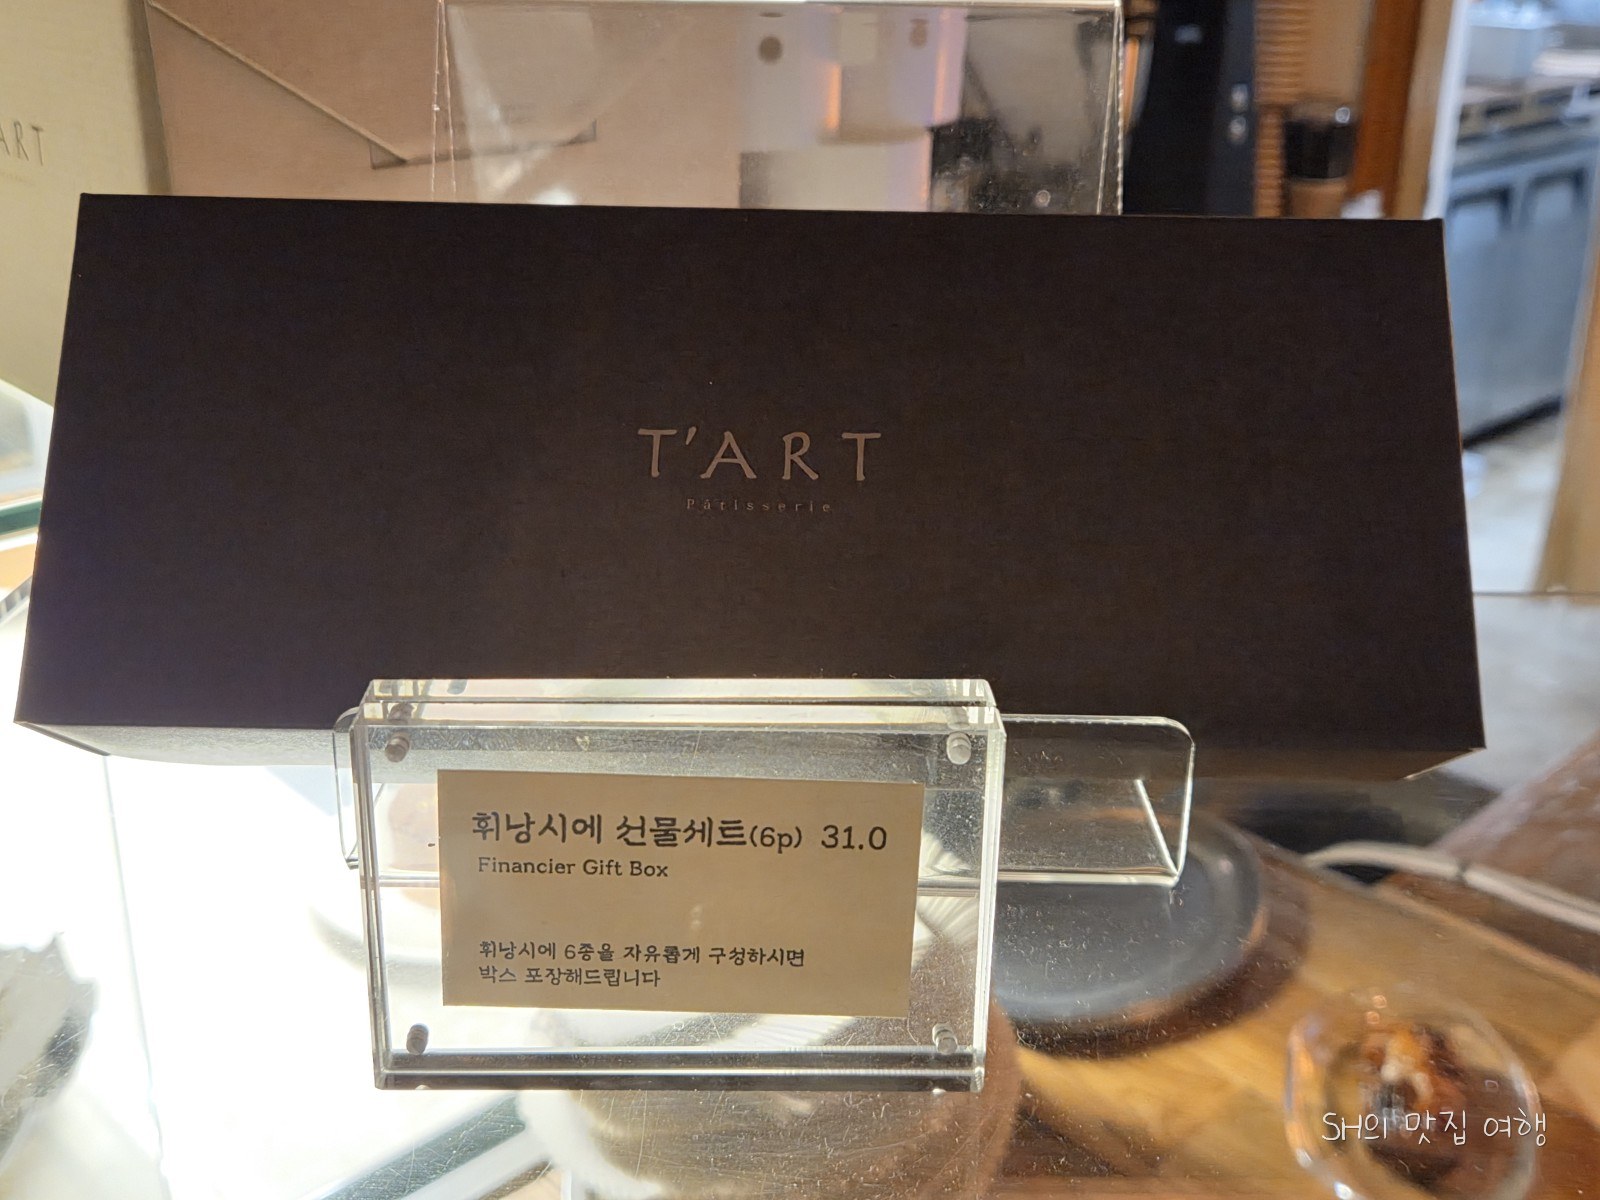 ART
T'ART
Pâtisserie
휘낭시에 선물세트(6p) 31.0
Financier Gift Box
휘낭시에 6종을 자유롭게 구성하시면
박스 포장해드립니다
SH의 맛집 여행